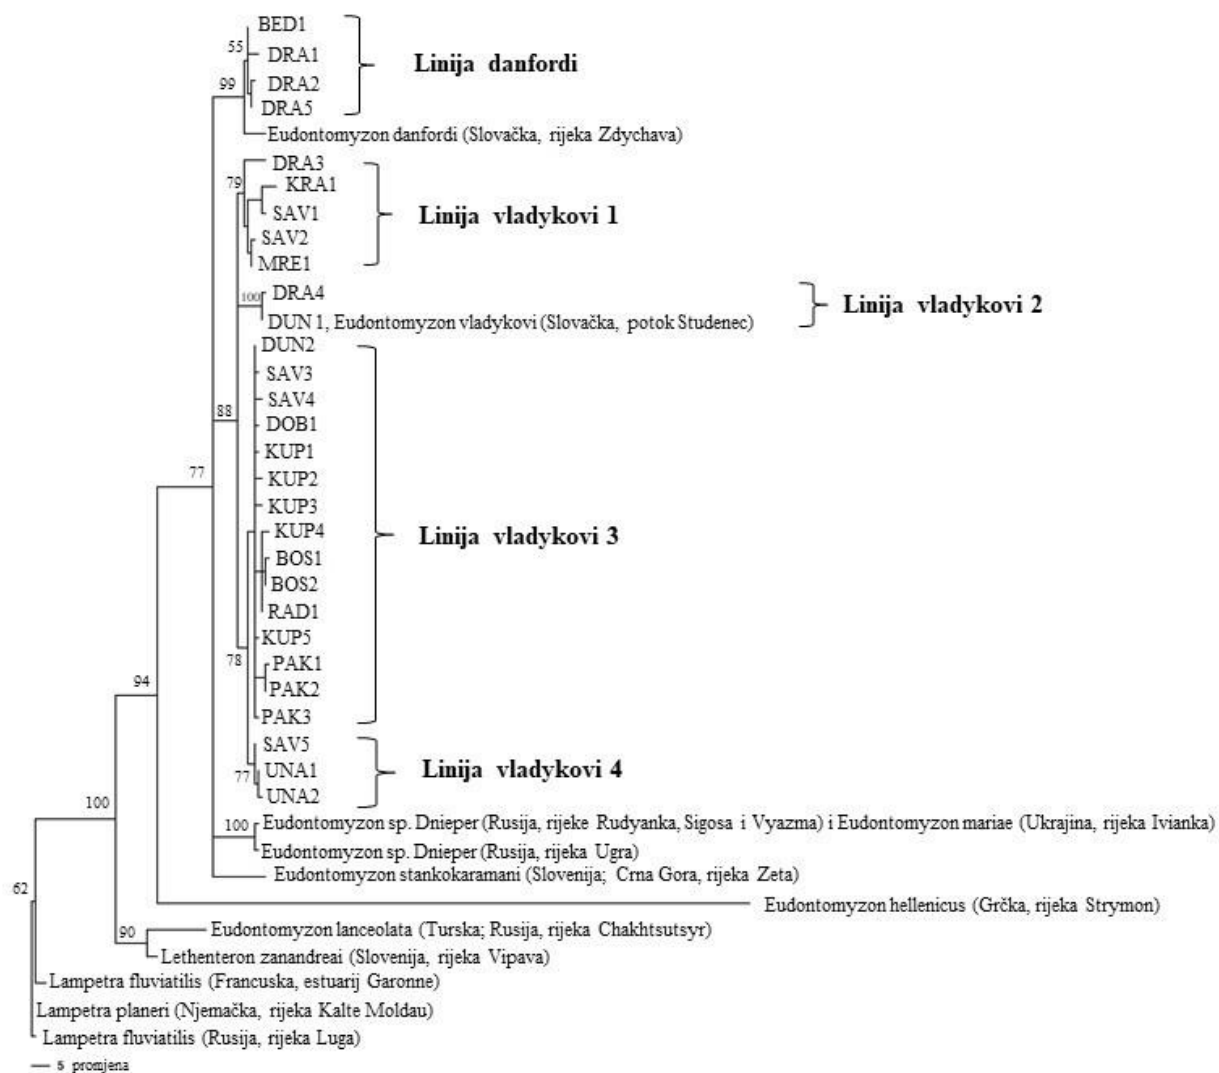 BED1
55
DRA1
Linija danfordi
DRA2
99
DRA5
Eudontomyzon danfordi (Slovačka, rijeka Zdychava)
DRA3
79
KRA1
SAV1
Linija vladykovi 1
SAV2
MRE1
100
DRA4
Linija vladykovi 2
DUN 1, Eudontomyzon vladykovi (Slovačka, potok Studenec)
DUN2
SAV3
SAV4
88
DOB1
KUP1
77
KUP2
KUP3
KUP4
Linija vladykovi 3
BOS1
BOS2
RAD1
KUP5
78
PAK1
94
PAK2
PAK3
SAV5
77
UNA1
Linija vladykovi 4
UNA2
100
100
Eudontomyzon sp. Dnieper (Rusija, rijeke Rudyanka, Sigosa i Vyazma) i Eudontomyzon mariae (Ukrajina, rijeka Ivianka)
Eudontomyzon sp. Dnieper (Rusija, rijeka Ugra)
Eudontomyzon stankokaramani (Slovenija; Crna Gora, rijeka Zeta)
62
Eudontomyzon hellenicus (Grčka, rijeka Strymon)
90
Eudontomyzon lanceolata (Turska; Rusija, rijeka Chakhtsutsyr)
Lethenteron zanandreai (Slovenija, rijeka Vipava)
Lampetra fluviatilis (Francuska, estuarij Garonne)
Lampetra planeri (Njemačka, rijeka Kalte Moldau)
Lampetra fluviatilis (Rusija, rijeka Luga)
5 promjena